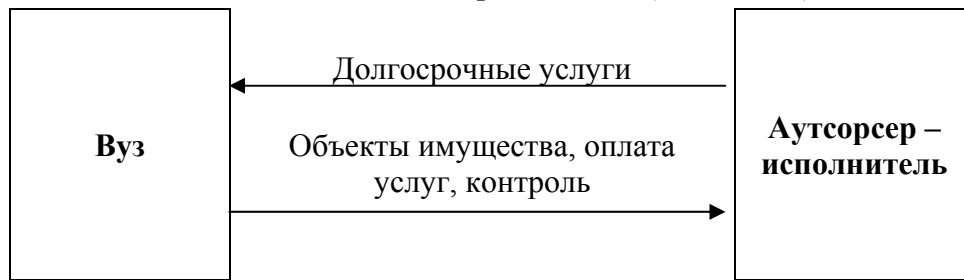 Долгосрочные услуги
Вуз
Объекты имущества, оплата
услуг, контроль
Аутсорсер –
исполнитель